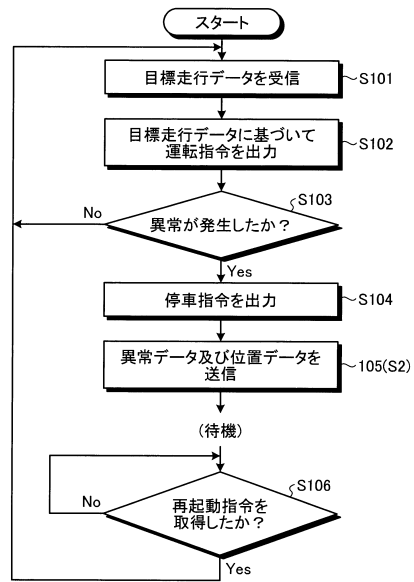 スタート
目標走行データを受信
S101
目標走行データに基づいて
運転指令を出力
S102
S103
異常が発生したか？
No
Yes
停車指令を出力
S104
異常データ及び位置データを
送信
105(S2)
(待機)
S106
再起動指令を
取得したか？
No
Yes